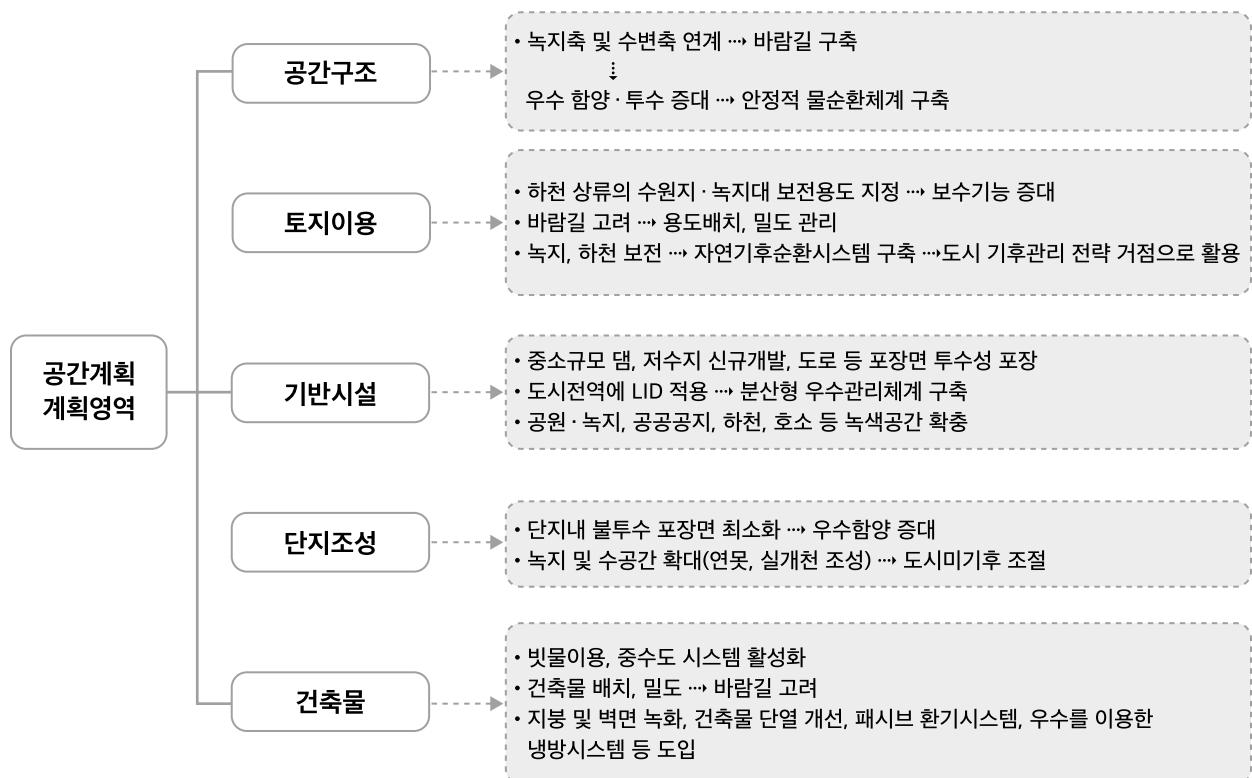 공간계획
계획영역
공간구조
• 녹지축 및 수변축 연계 ⇢ 바람길 구축
⇣
우수 함양 · 투수 증대 ⇢ 안정적 물순환체계 구축
토지이용
• 하천 상류의 수원지 · 녹지대 보전용도 지정 ⇢ 보수기능 증대
• 바람길 고려 ⇢ 용도배치, 밀도 관리
• 녹지, 하천 보전 ⇢ 자연기후순환시스템 구축 ⇢도시 기후관리 전략 거점으로 활용
기반시설
• 중소규모 댐, 저수지 신규개발, 도로 등 포장면 투수성 포장
• 도시전역에 LID 적용 ⇢ 분산형 우수관리체계 구축
• 공원 · 녹지, 공공공지, 하천, 호소 등 녹색공간 확충
단지조성
• 단지내 불투수 포장면 최소화 ⇢ 우수함양 증대
• 녹지 및 수공간 확대(연못, 실개천 조성) ⇢ 도시미기후 조절
건축물
• 빗물이용, 중수도 시스템 활성화
• 건축물 배치, 밀도 ⇢ 바람길 고려
• 지붕 및 벽면 녹화, 건축물 단열 개선, 패시브 환기시스템, 우수를 이용한
냉방시스템 등 도입